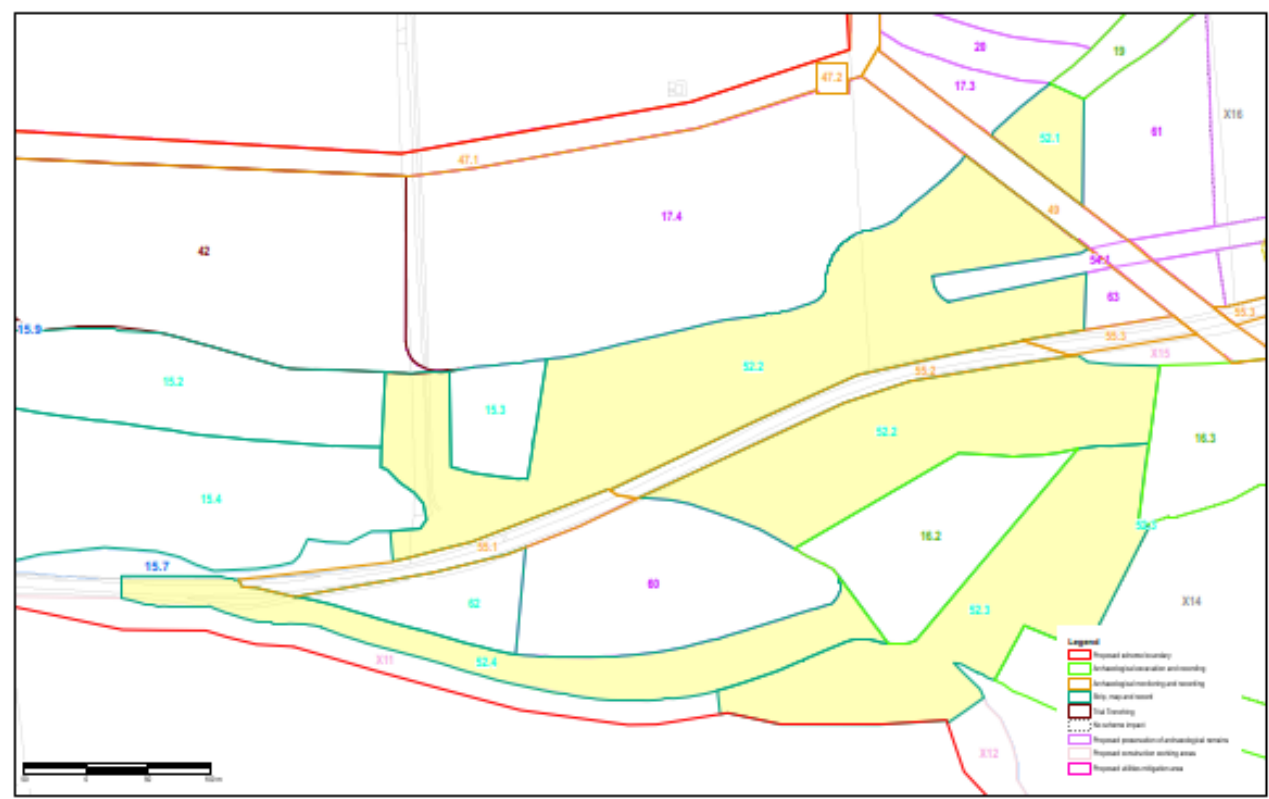 28
19
47.2
17.3
X16
52.1
61
47.1
49
17.4
42
54.1
63
55.3
15.9
55.3
X15
52.2
55.2
15.2
15.3
52.2
16.3
15.4
52.3
16.2
55.1
15.7
60
62
X14
52.3
X11
52.4
Legend
Proposed scheme boundary
Archaeological excavation and recording
Archaeological monitoring and recording
Strip, map and record
Trial Trenching
No scheme impact
Proposed preservation of archaeological remains
Proposed construction working areas
Proposed utilities mitigation area
X12
0